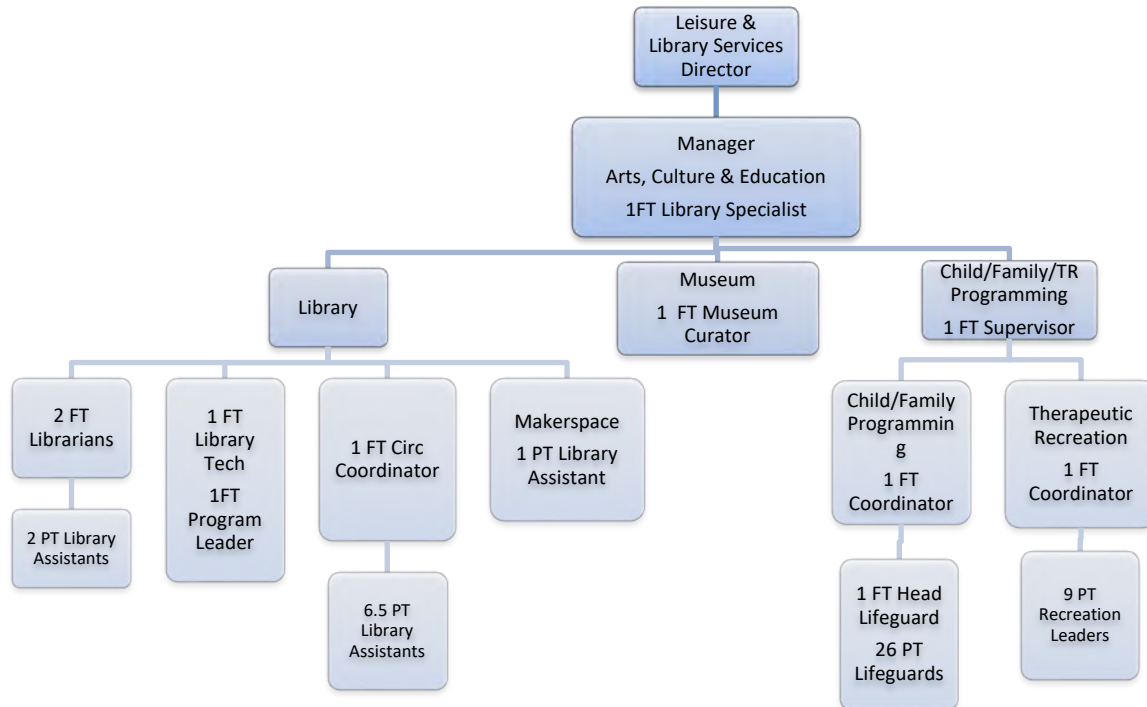 Leisure &
Library Services
Director
Manager
Arts, Culture & Education
1FT Library Specialist
Library
Museum
1 FT Museum
Curator
Child/Family/TR
Programming
1 FT Supervisor
2 FT
Librarians
1 FT
Library
Tech
1FT
Program
Leader
1 FT Circ
Coordinator
Makerspace
1 PT Library
Assistant
Child/Family
Programmin
g
1 FT
Coordinator
Therapeutic
Recreation
1 FT
Coordinator
2 PT Library
Assistants
6.5 PT
Library
Assistants
1 FT Head
Lifeguard
26 PT
Lifeguards
9 PT
Recreation
Leaders